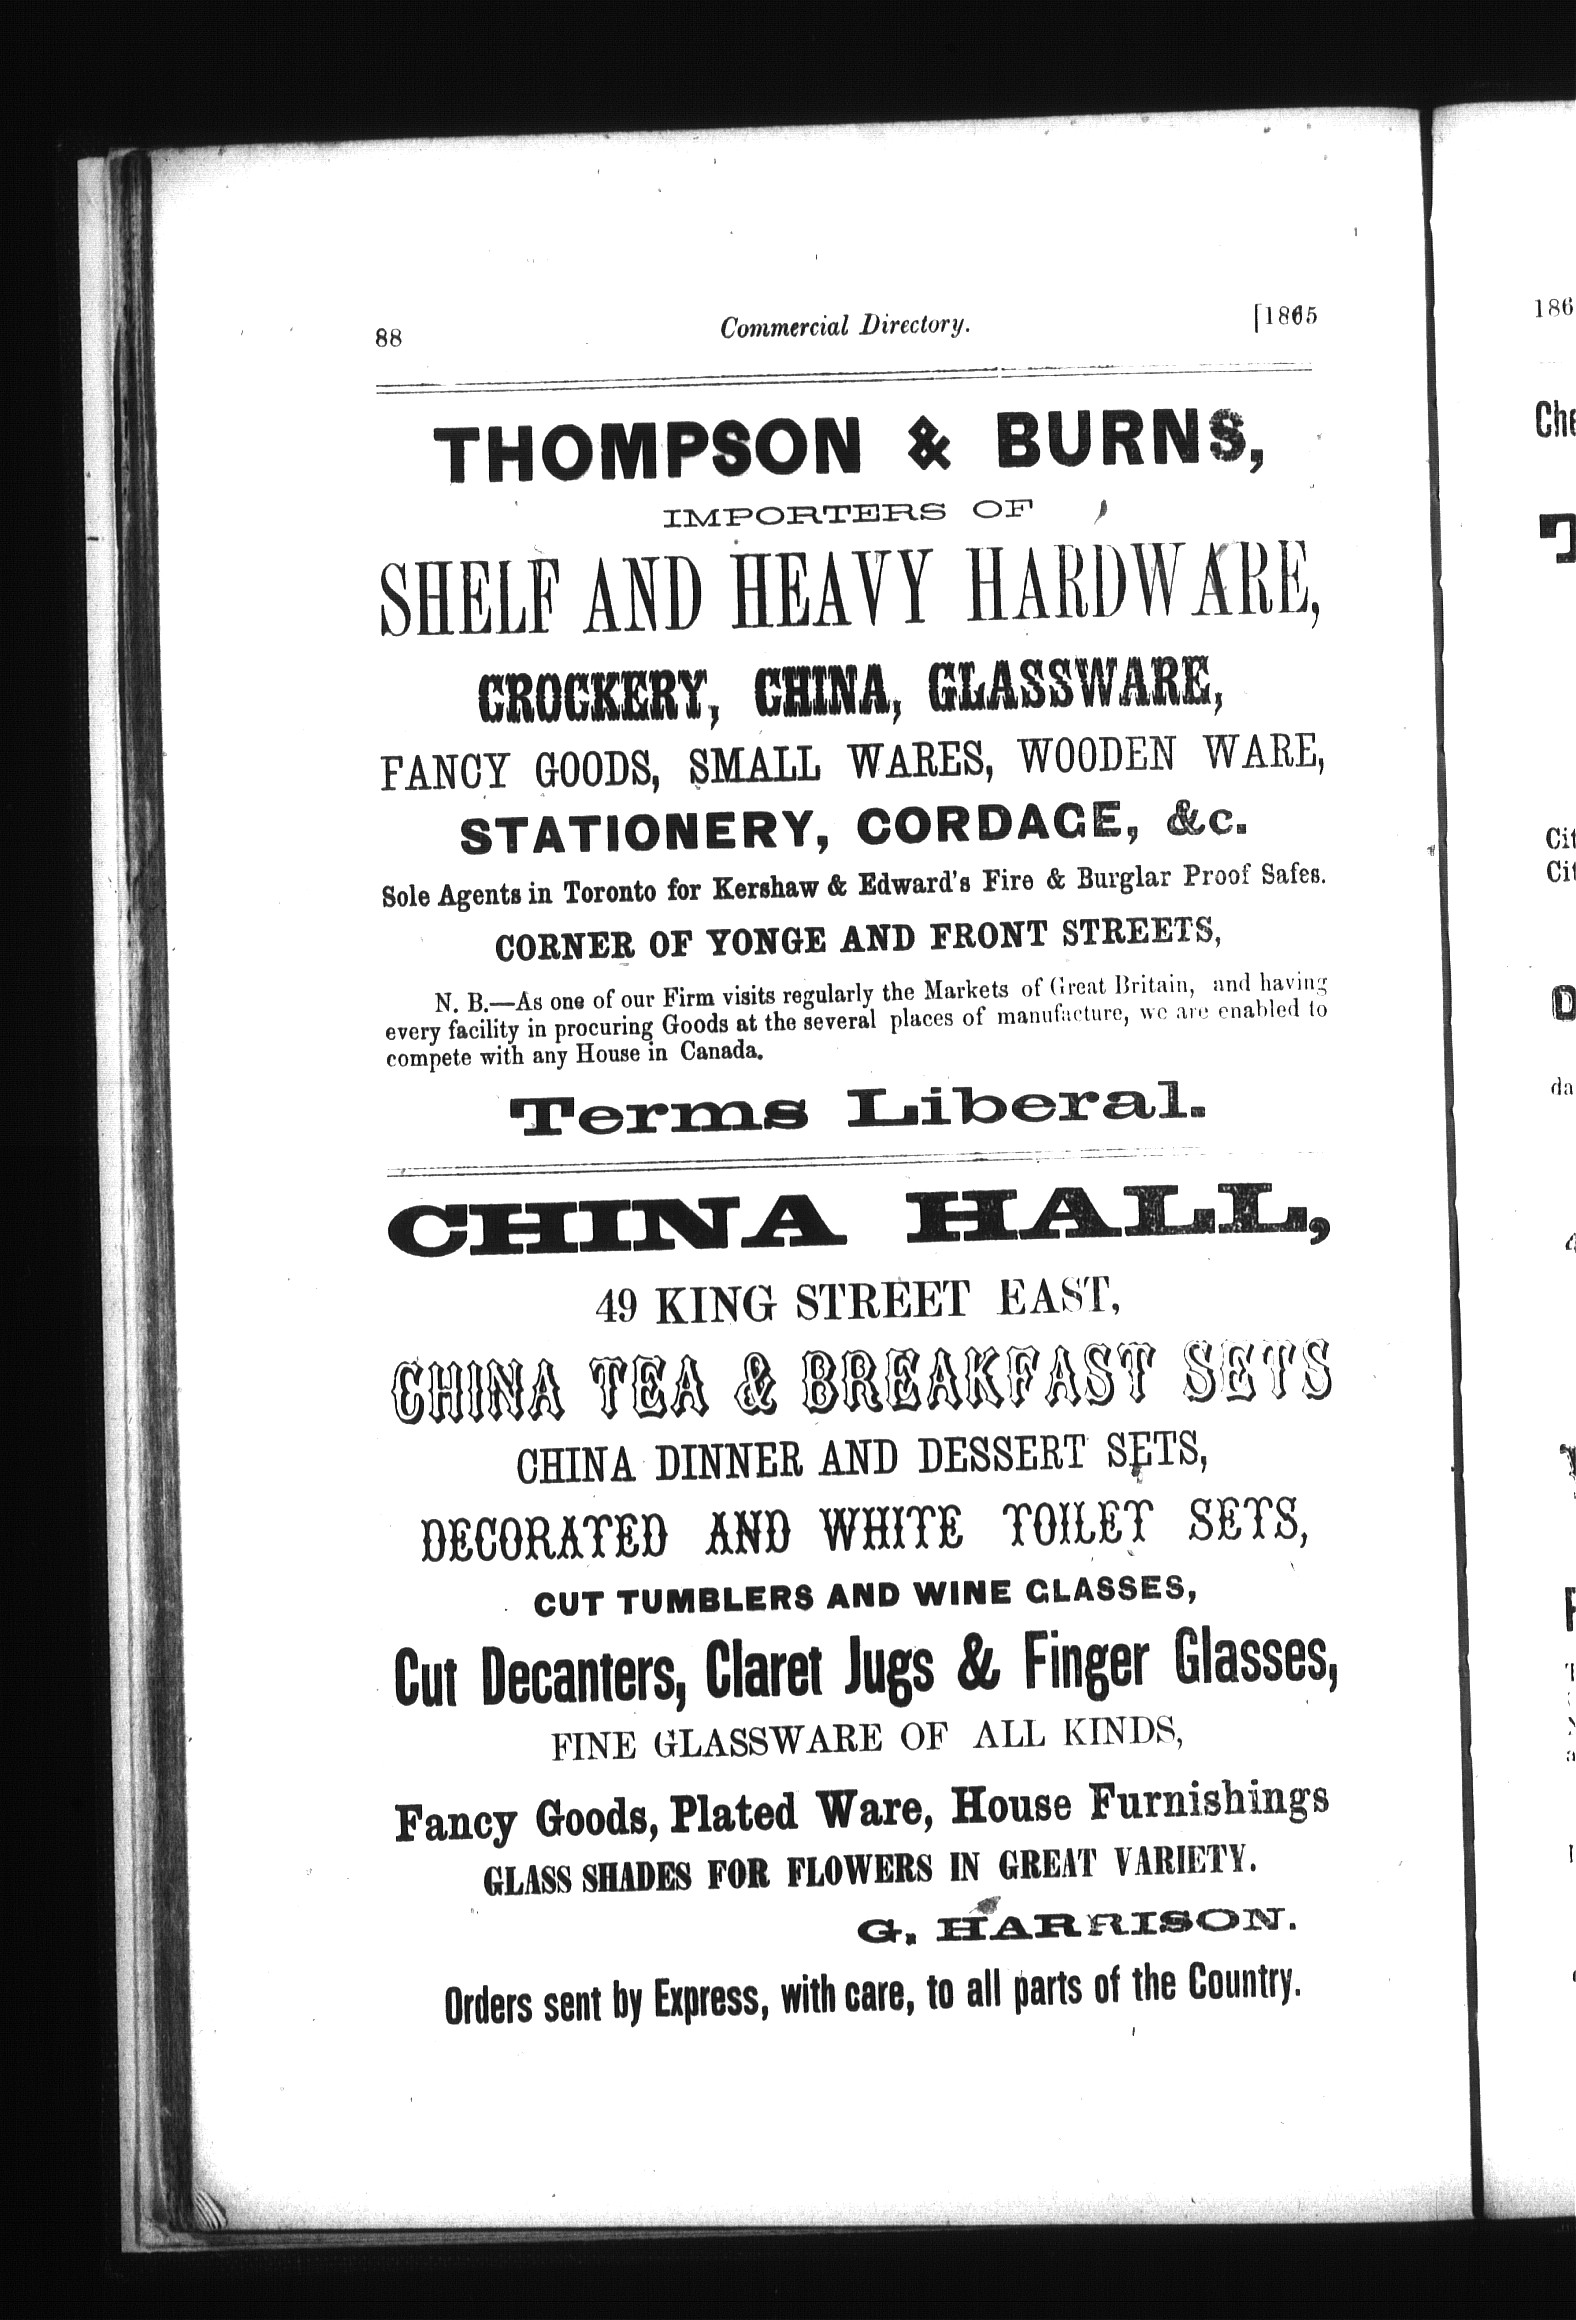 88 Commercial Directory. [1865
THOMPSON & BURNS,
IMPORTERS OF
SHELF AND HEAVY HARDWARE,
CROCKERY, CHINA, GLASSWARE,
FANCY GOODS, SMALL WARES, WOODEN WARE,
STATIONERY, CORDAGE, &c.
Sole Agents in Toronto for Kershaw & Edward's Fire & Burglar Proof Safes.
CORNER OF YONGE AND FRONT STREETS,
N. B.—As one of our Firm visits regularly the Markets of Great Britain, and having
every facility in procuring Goods at the several places of manufacture, we are enabled to
compete with any House in Canada.
Terms Liberal.
CHINA HALL,
49 KING STREET EAST,
CHINA TEA & BREAKFAST SETS
CHINA DINNER AND DESSERT SETS,
DECORATED AND WHITE TOILET SETS,
CUT TUMBLERS AND WINE GLASSES,
Cut Decanters, Claret Jugs & Finger Glasses,
FINE GLASSWARE OF ALL KINDS,
Fancy Goods, Plated Ware, House Furnishings
GLASS SHADES FOR FLOWERS IN GREAT VARIETY.
G. HARRISON.
Orders sent by Express, with care, to all parts of the Country.